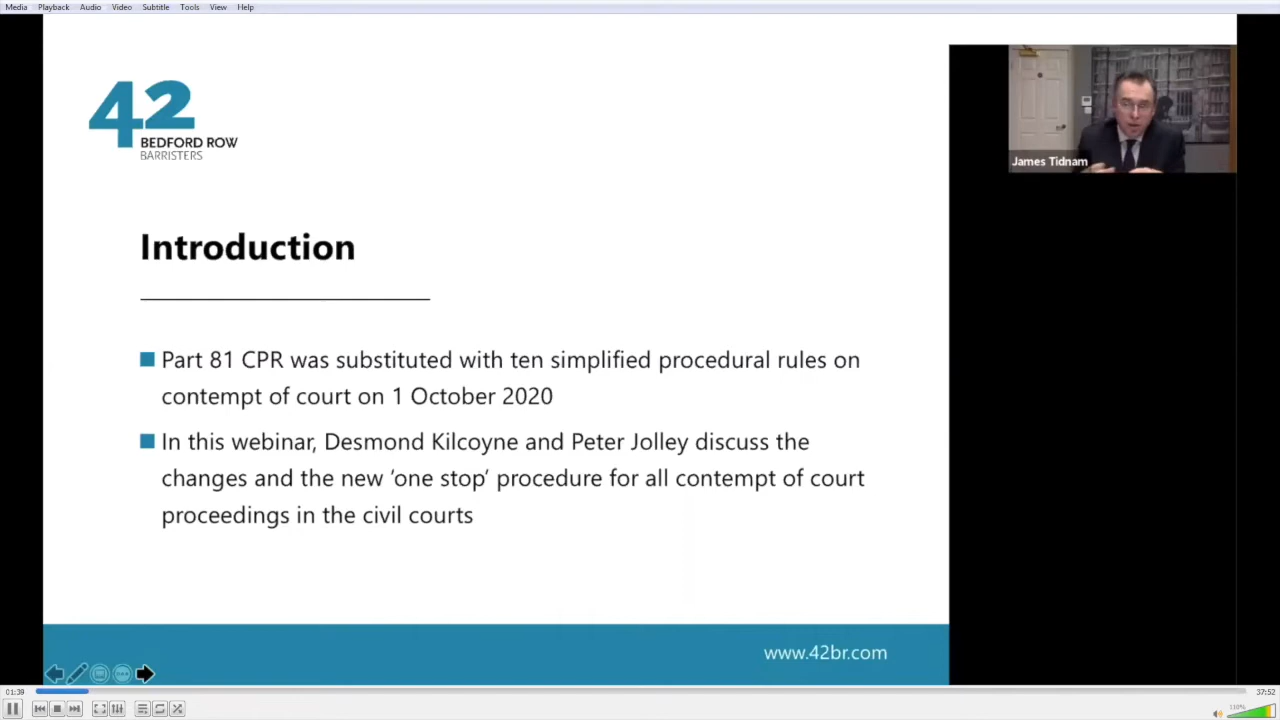 Media Playback Audio Video Subtitle Tools View Help
42
BEDFORD ROW
BARRISTERS
James Tidnam
Introduction
Part 81 CPR was substituted with ten simplified procedural rules on
contempt of court on 1 October 2020
In this webinar, Desmond Kilcoyne and Peter Jolley discuss the
changes and the new ‘one stop’ procedure for all contempt of court
proceedings in the civil courts
www.42br.com
01:39 37:52
110%